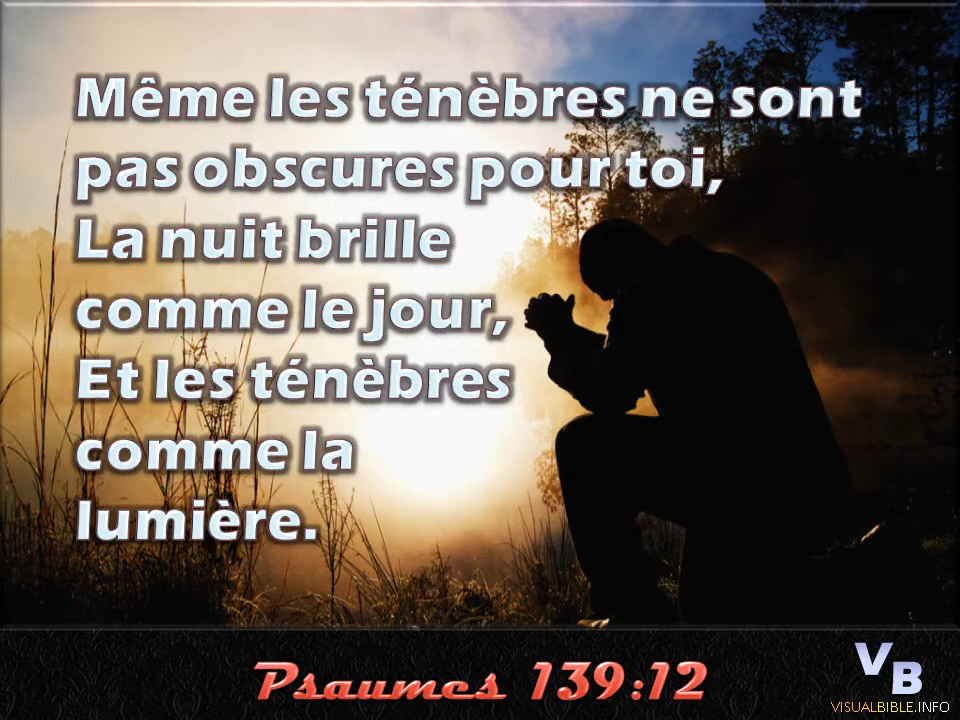 Même les ténèbres ne sont
pas obscures pour toi,
La nuit brille
comme le jour,
Et les ténèbres
comme la
lumière.
Psaumes 139:12
VB
VISUALBIBLE.INFO